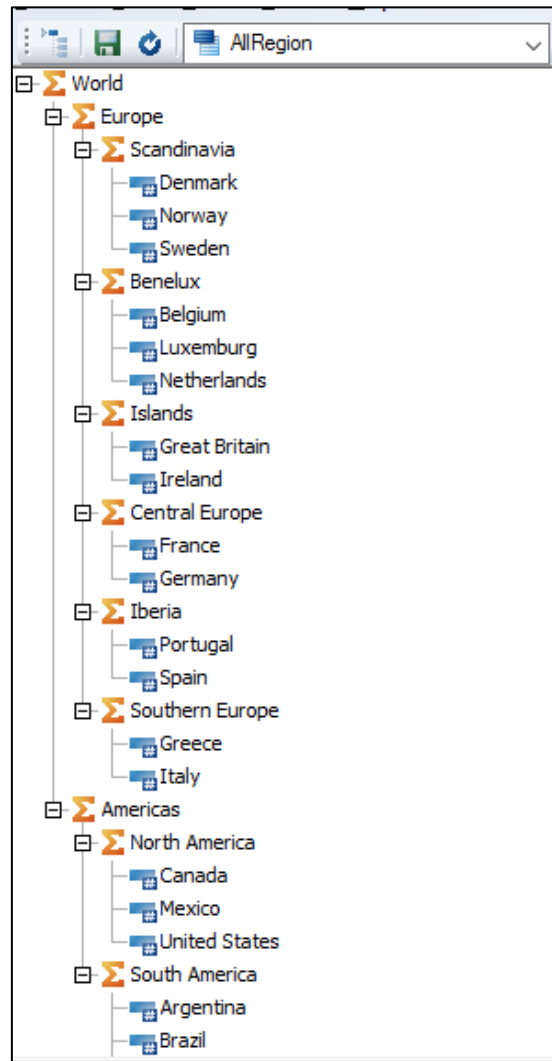 AllRegion
World
Europe
Scandinavia
Denmark
Norway
Sweden
Benelux
Belgium
Luxemburg
Netherlands
Islands
Great Britain
Ireland
Central Europe
France
Germany
Iberia
Portugal
Spain
Southern Europe
Greece
Italy
Americas
North America
Canada
Mexico
United States
South America
Argentina
Brazil